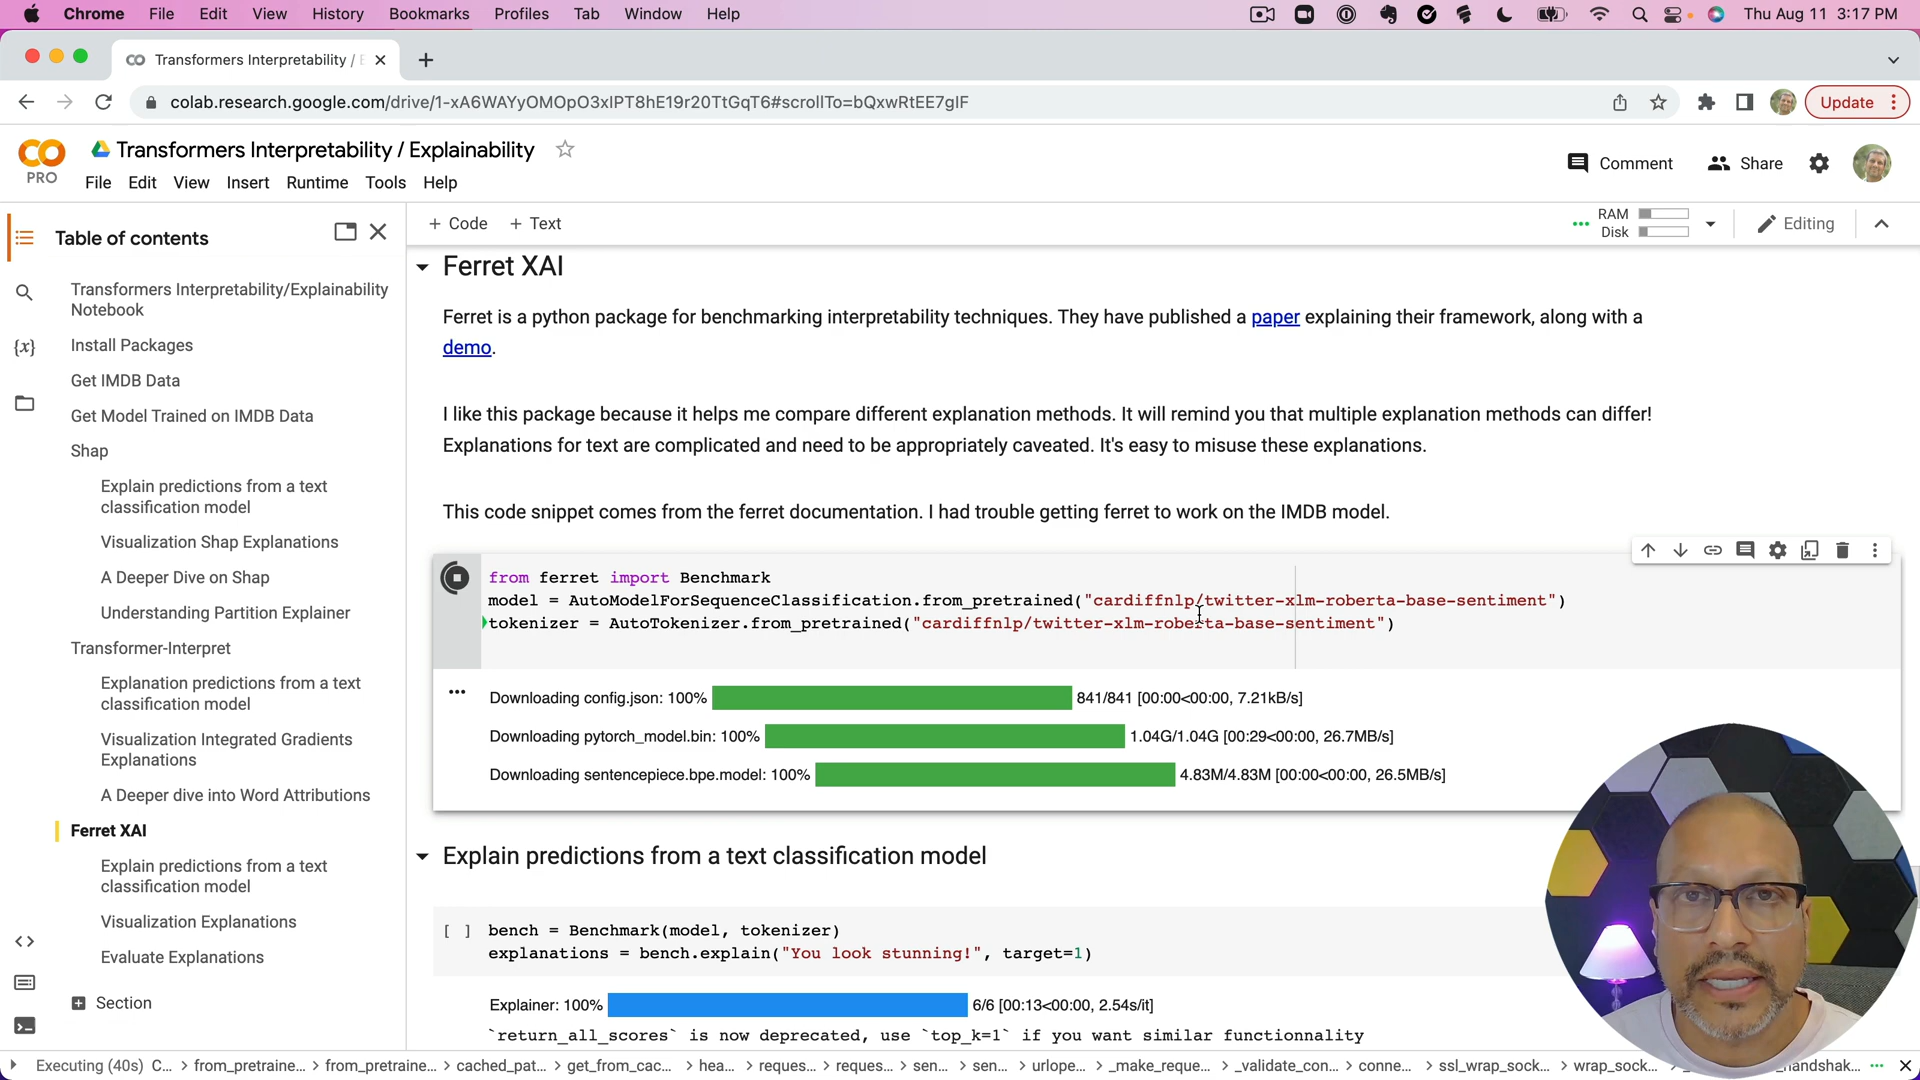 Chrome File Edit View History Bookmarks Profiles Tab Window Help Thu Aug 11 3:17 PM
Transformers Interpretability /
colab.research.google.com/drive/1-xA6WAYyOMOpO3xIPT8hE19r20TtGqT6#scrollTo=bQxwRtEE7gIF Update
CO PRO
Transformers Interpretability / Explainability
Comment Share
File Edit View Insert Runtime Tools Help
+ Code + Text
RAM
Disk
Editing
Table of contents
Transformers Interpretability/Explainability
Notebook
Install Packages
Get IMDB Data
Get Model Trained on IMDB Data
Shap
Explain predictions from a text
classification model
Visualization Shap Explanations
A Deeper Dive on Shap
Understanding Partition Explainer
Transformer-Interpret
Explanation predictions from a text
classification model
Visualization Integrated Gradients
Explanations
A Deeper dive into Word Attributions
Ferret XAI
Explain predictions from a text
classification model
Visualization Explanations
Evaluate Explanations
Section
Ferret XAI
Ferret is a python package for benchmarking interpretability techniques. They have published a paper explaining their framework, along with a
demo.
I like this package because it helps me compare different explanation methods. It will remind you that multiple explanation methods can differ!
Explanations for text are complicated and need to be appropriately caveated. It's easy to misuse these explanations.
This code snippet comes from the ferret documentation. I had trouble getting ferret to work on the IMDB model.
from ferret import Benchmark
model = AutoModelForSequenceClassification.from_pretrained("cardiffnlp/twitter-xlm-roberta-base-sentiment")
tokenizer = AutoTokenizer.from_pretrained("cardiffnlp/twitter-xlm-roberta-base-sentiment")
Downloading config.json: 100% 841/841 [00:00<00:00, 7.21kB/s]
Downloading pytorch_model.bin: 100% 1.04G/1.04G [00:29<00:00, 26.7MB/s]
Downloading sentencepiece.bpe.model: 100% 4.83M/4.83M [00:00<00:00, 26.5MB/s]
Explain predictions from a text classification model
[ ] bench = Benchmark(model, tokenizer)
explanations = bench.explain("You look stunning!", target=1)
Explainer: 100% 6/6 [00:13<00:00, 2.54s/it]
`return_all_scores` is now deprecated, use `top_k=1` if you want similar functionnality
Executing (40s) C... > from_pretraine... > from_pretraine... > cached_pat... > get_from_cac... > hea... > reques... > reques... > sen... > sen... > urlope... > _make_reque... > _validate_con... > conne... > ssl_wrap_sock... > wrap_sock... handshak...